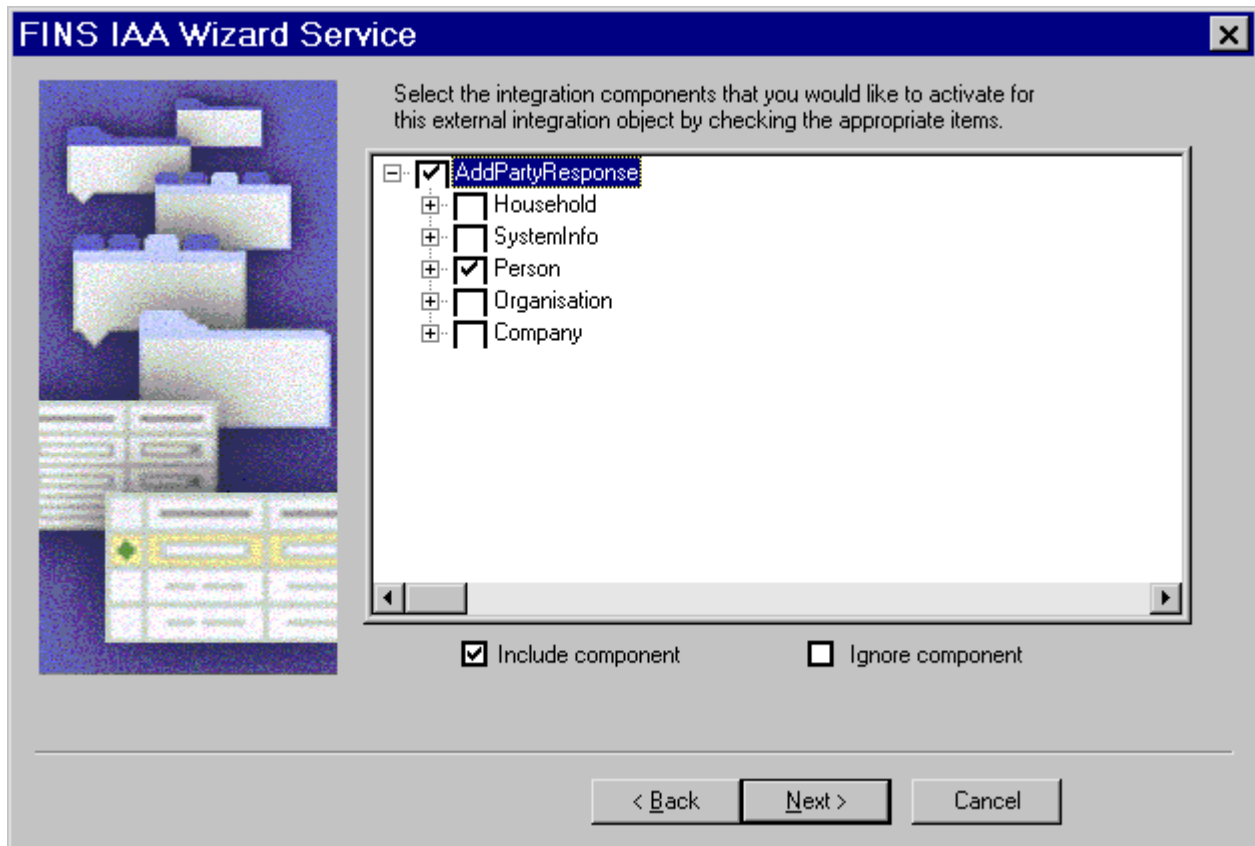 FINS IAA Wizard Service
Select the integration components that you would like to activate for
this external integration object by checking the appropriate items.
AddPartyResponse
Household
SystemInfo
Person
Organisation
Company
Include component Ignore component
< Back Next > Cancel